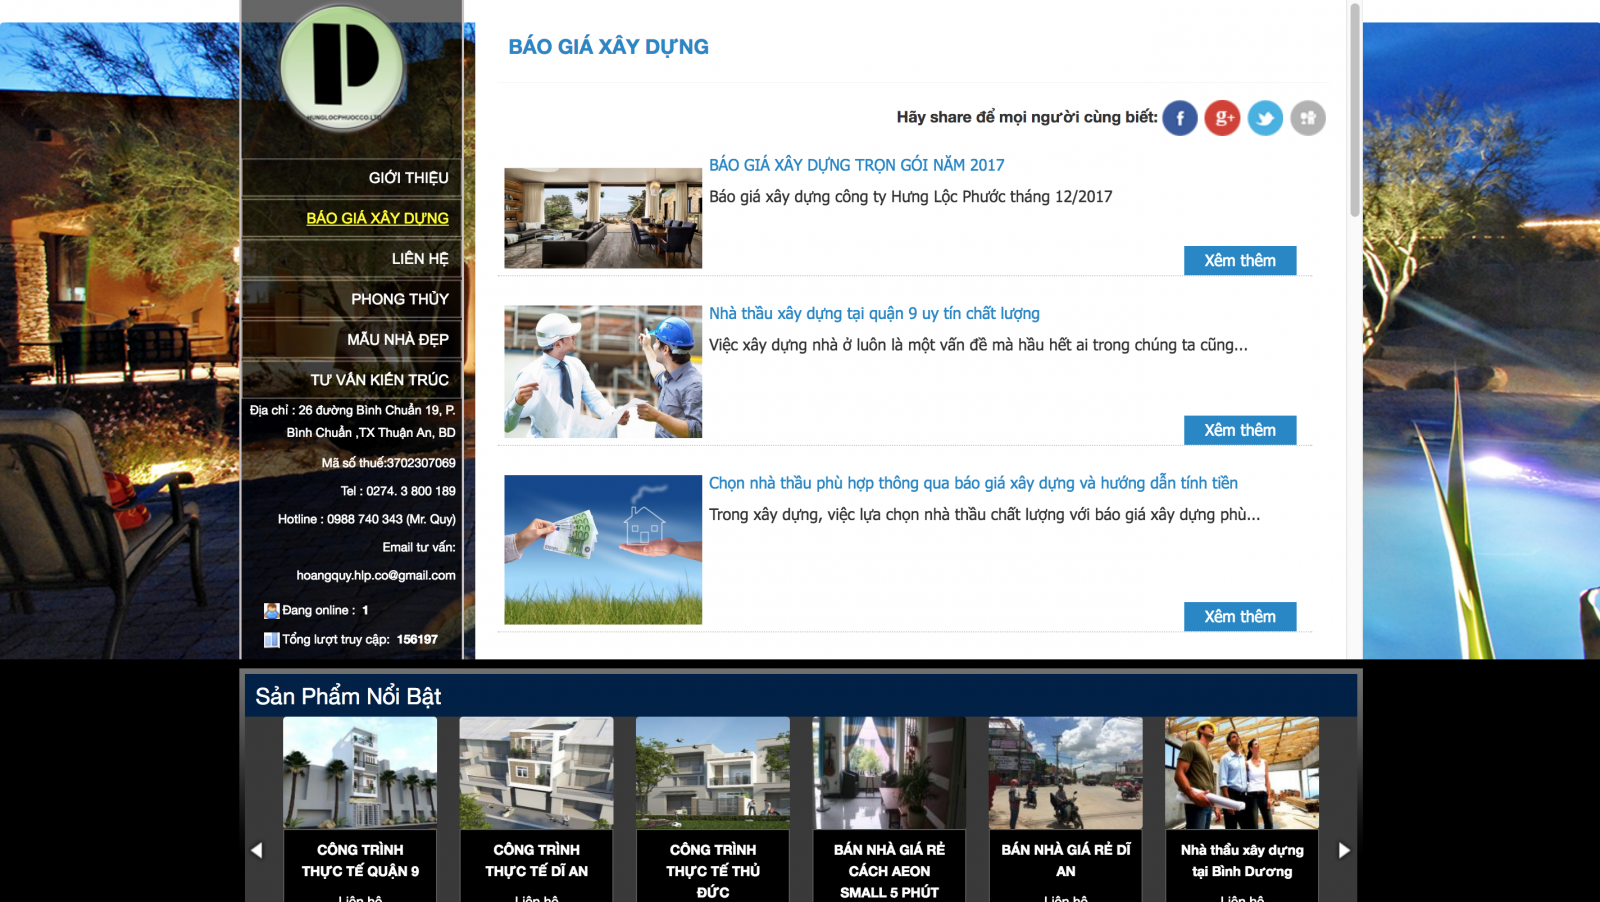 HUNGLOCPHUOCCO.LTD
GIỚI THIỆU
BÁO GIÁ XÂY DỰNG
LIÊN HỆ
PHONG THỦY
MẪU NHÀ ĐẸP
TƯ VẤN KIẾN TRÚC
Địa chỉ : 26 đường Bình Chuẩn 19, P.
Bình Chuẩn ,TX Thuận An, BD
Mã số thuế:3702307069
Tel : 0274. 3 800 189
Hotline : 0988 740 343 (Mr. Quy)
Email tư vấn:
hoangquy.hlp.co@gmail.com
Đang online : 1
Tổng lượt truy cập: 156197
BÁO GIÁ XÂY DỰNG
Hãy share để mọi người cùng biết:
BÁO GIÁ XÂY DỰNG TRỌN GÓI NĂM 2017
Báo giá xây dựng công ty Hưng Lộc Phước tháng 12/2017
Xêm thêm
Nhà thầu xây dựng tại quận 9 uy tín chất lượng
Việc xây dựng nhà ở luôn là một vấn đề mà hầu hết ai trong chúng ta cũng...
Xêm thêm
Chọn nhà thầu phù hợp thông qua báo giá xây dựng và hướng dẫn tính tiền
Trong xây dựng, việc lựa chọn nhà thầu chất lượng với báo giá xây dựng phù...
Xêm thêm
Sản Phẩm Nổi Bật
CÔNG TRÌNH
THỰC TẾ QUẬN 9
Liên hệ
CÔNG TRÌNH
THỰC TẾ DĨ AN
Liên hệ
CÔNG TRÌNH
THỰC TẾ THỦ
ĐỨC
BÁN NHÀ GIÁ RẺ
CÁCH AEON
SMALL 5 PHÚT
BÁN NHÀ GIÁ RẺ DĨ
AN
Liên hệ
Nhà thầu xây dựng
tại Bình Dương
Liên hệ